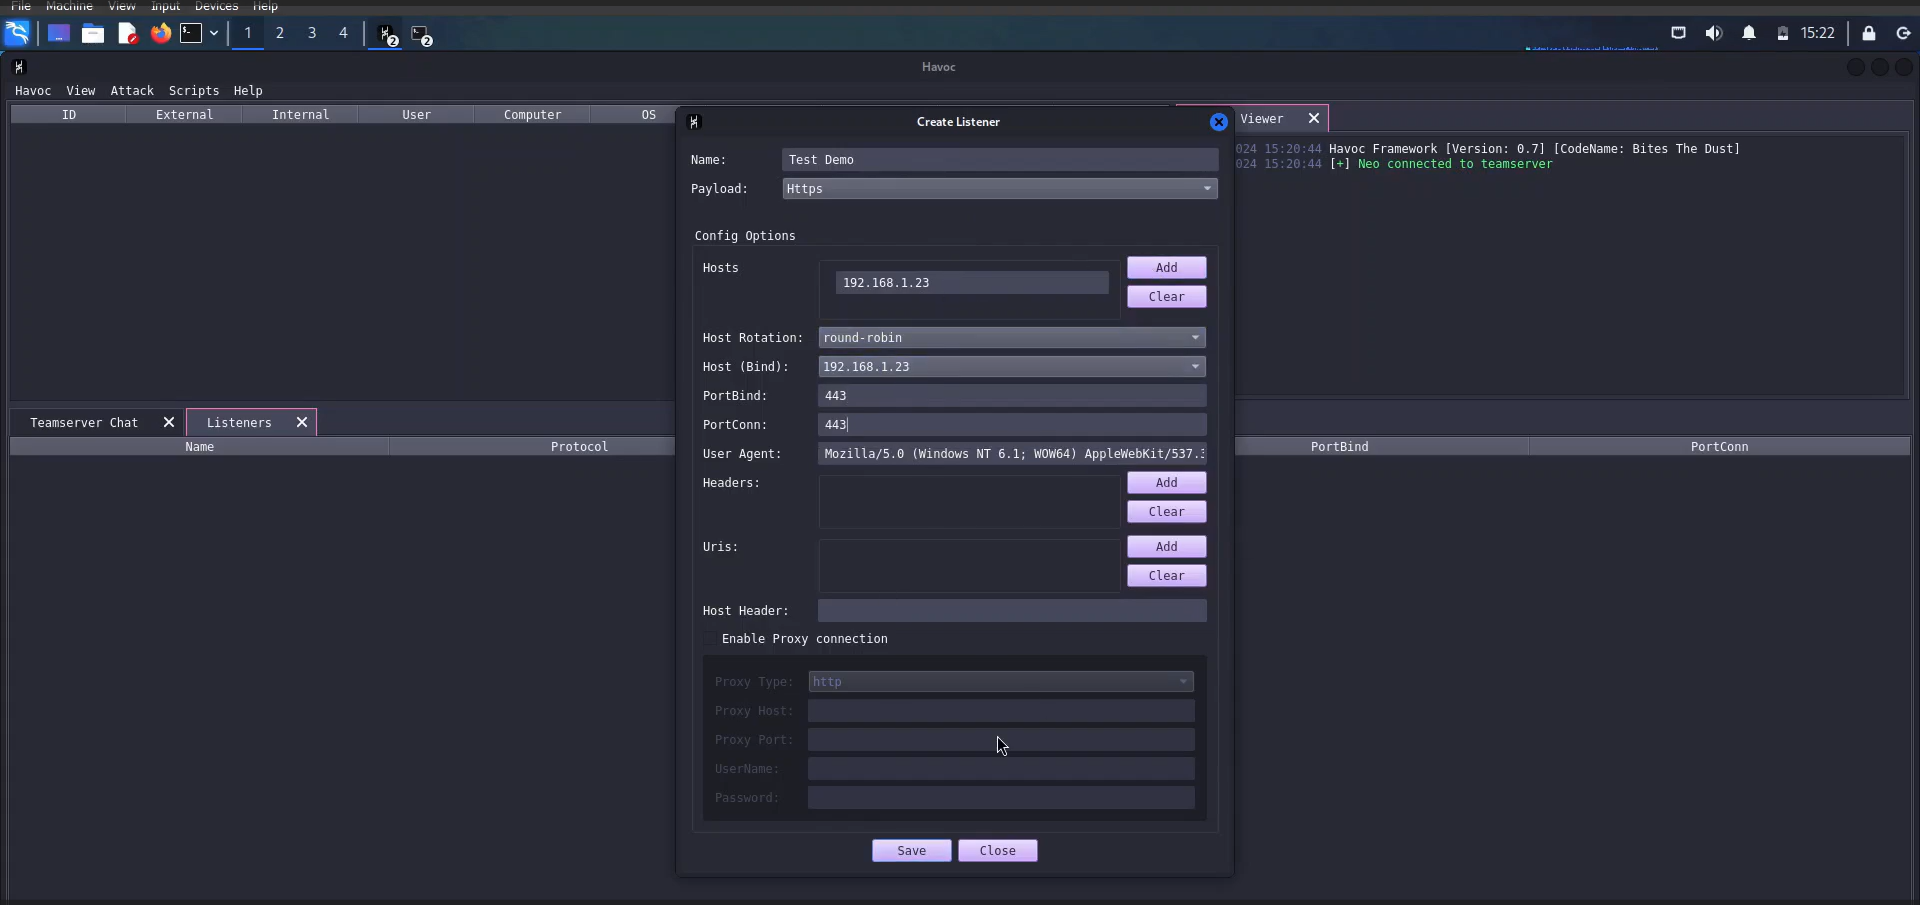 File Machine View Input Devices Help
1 2 3 4 2 2 15:22
Havoc
Havoc View Attack Scripts Help
ID External Internal User Computer OS
Viewer
Create Listener
Name: Test Demo
Payload: Https
Config Options
Hosts 192.168.1.23 Add
Clear
Host Rotation: round-robin
Host (Bind): 192.168.1.23
PortBind: 443
PortConn: 443
User Agent: Mozilla/5.0 (Windows NT 6.1; WOW64) AppleWebKit/537.3
Headers: Add
Clear
Uris: Add
Clear
Host Header:
Enable Proxy connection
Proxy Type: http
Proxy Host:
Proxy Port:
UserName:
Password:
Save Close
024 15:20:44 Havoc Framework [Version: 0.7] [CodeName: Bites The Dust]
024 15:20:44 [+] Neo connected to teamserver
Teamserver Chat Listeners
Name Protocol PortBind PortConn